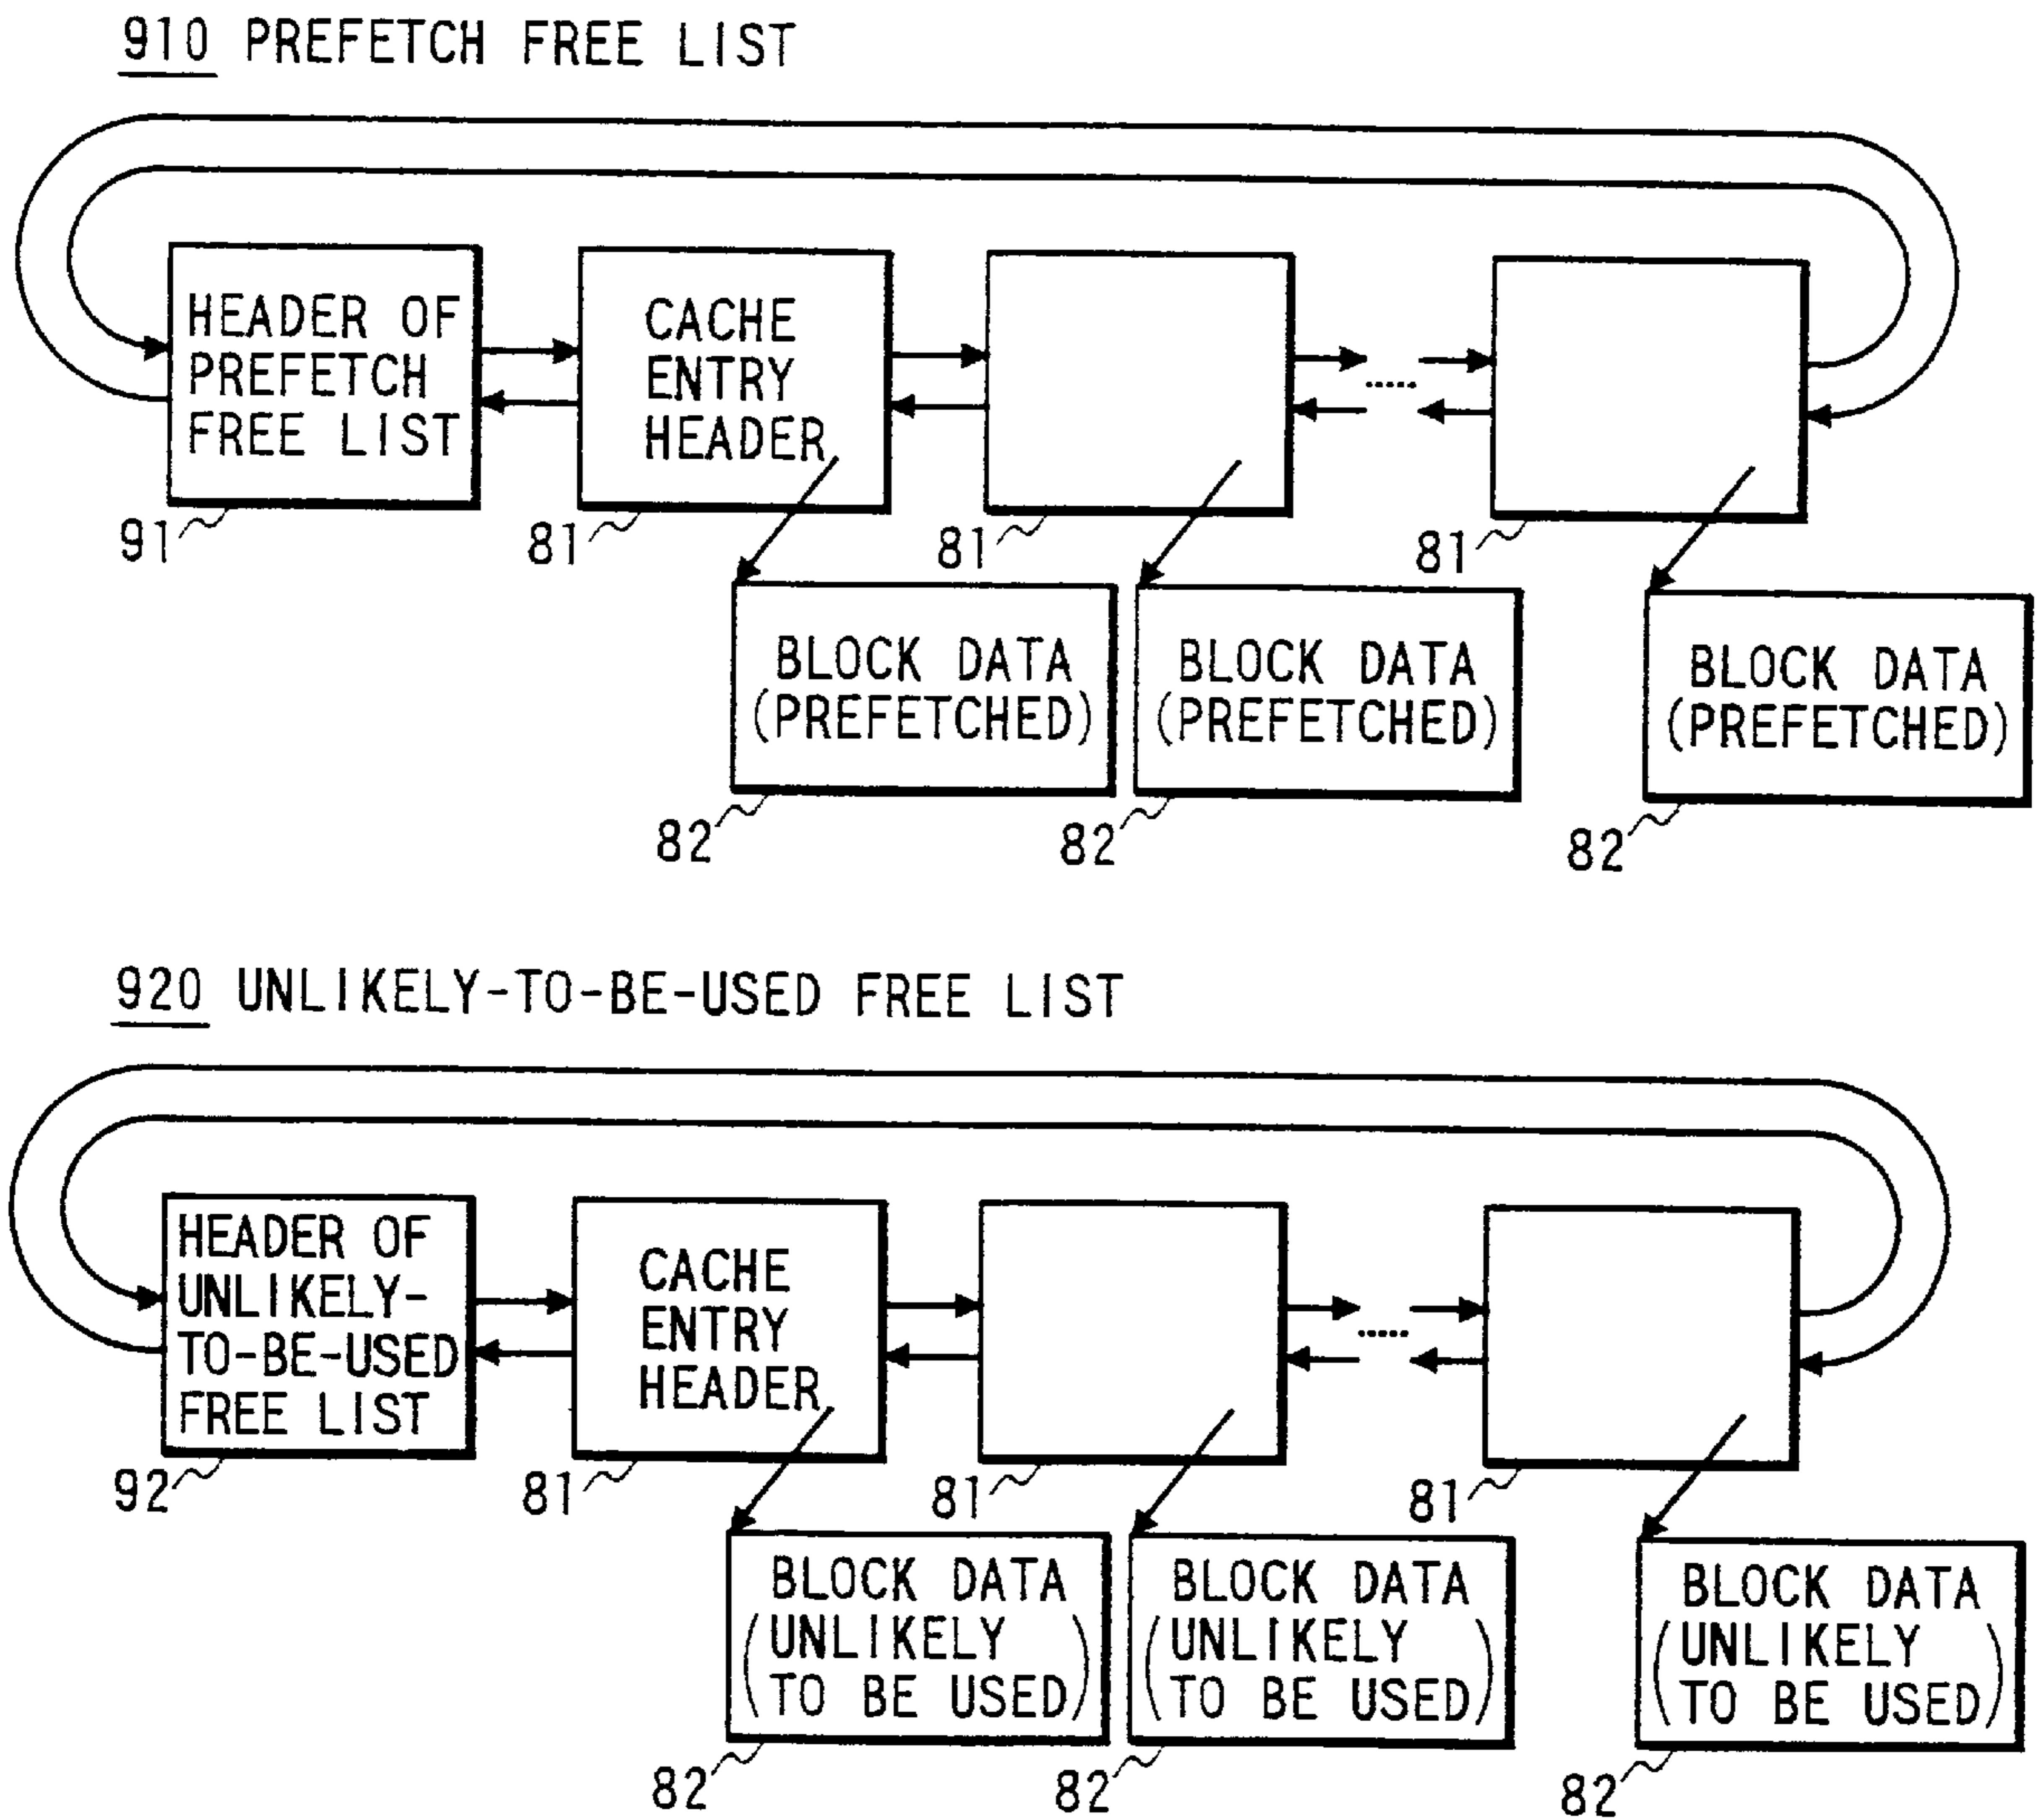 910 PREFETCH FREE LIST
HEADER OF
PREFETCH
FREE LIST
CACHE
ENTRY
HEADER
.....
91
81
81
81
BLOCK DATA
(PREFETCHED)
BLOCK DATA
(PREFETCHED)
BLOCK DATA
(PREFETCHED)
82
82
82
920 UNLIKELY-TO-BE-USED FREE LIST
HEADER OF
UNLIKELY-
TO-BE-USED
FREE LIST
CACHE
ENTRY
HEADER
.....
92
81
81
81
BLOCK DATA
(UNLIKELY
TO BE USED)
BLOCK DATA
(UNLIKELY
TO BE USED)
BLOCK DATA
(UNLIKELY
TO BE USED)
82
82
82